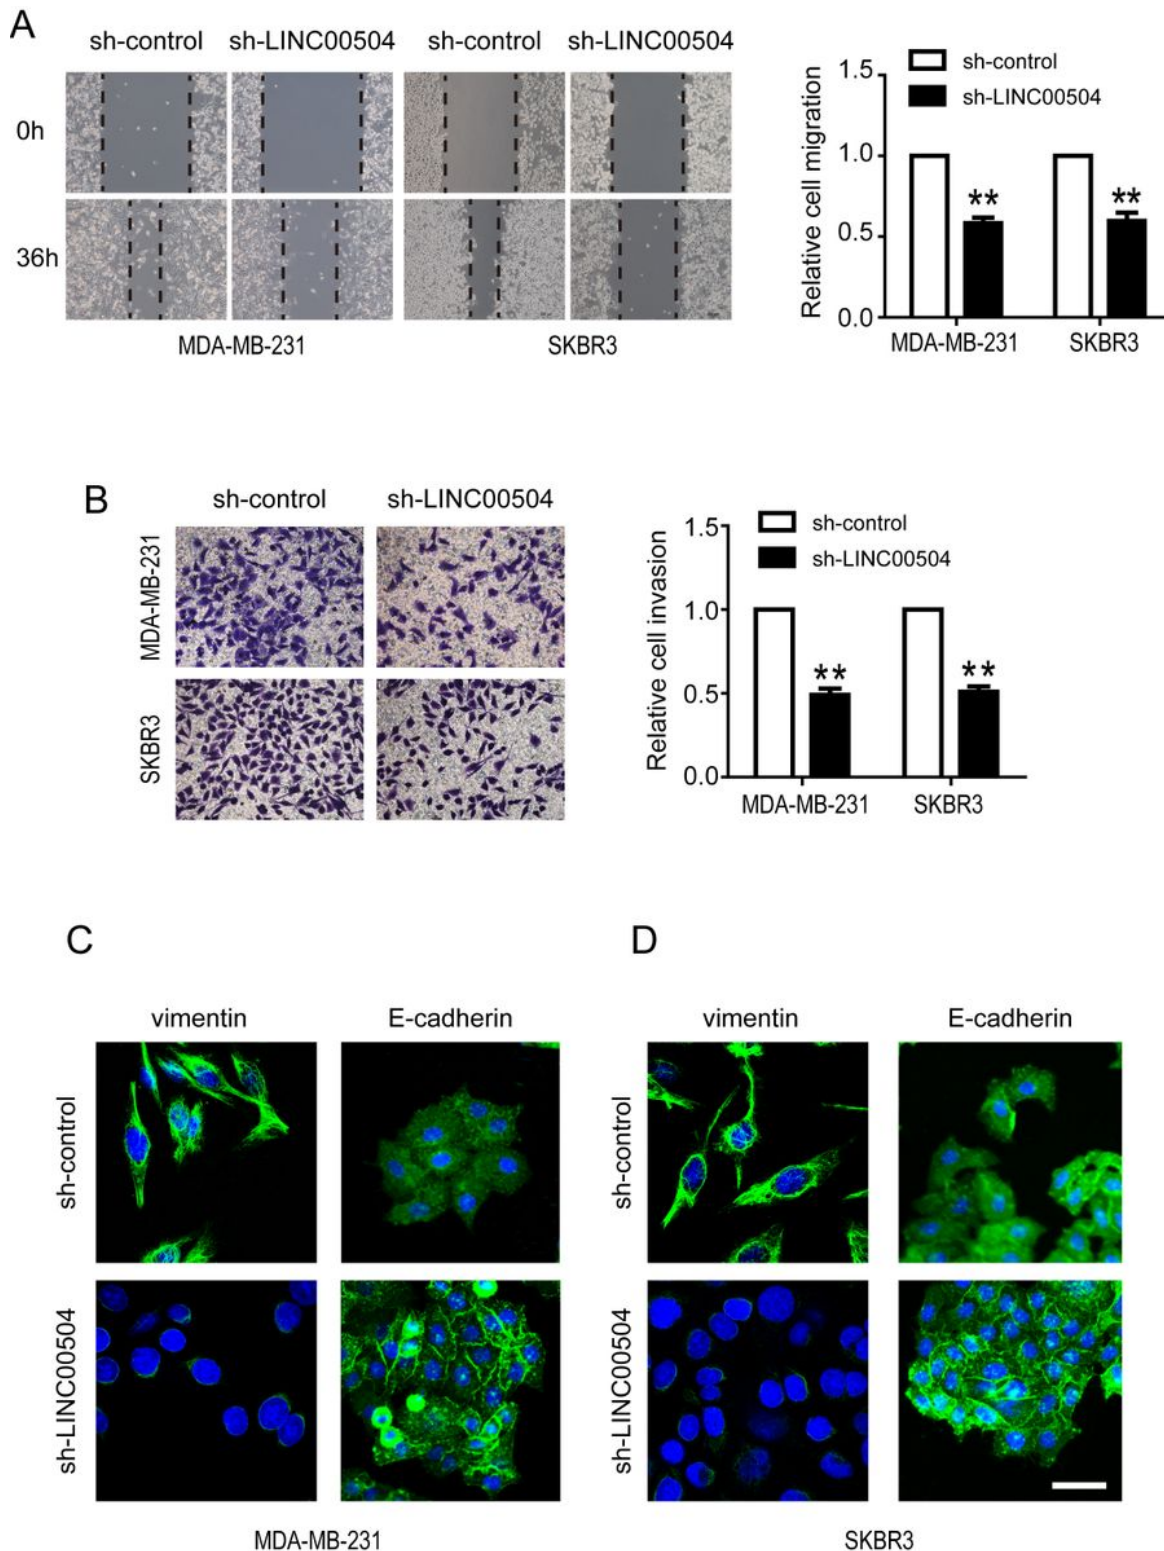 A
sh-control sh-LINC00504 sh-control sh-LINC00504
0h
36h
MDA-MB-231 SKBR3
sh-control
sh-LINC00504
Relative cell migration
1.5
1.0
0.5
0.0
** **
MDA-MB-231 SKBR3
B
sh-control sh-LINC00504
MDA-MB-231
SKBR3
sh-control
sh-LINC00504
Relative cell invasion
1.5
1.0
0.5
0.0
** **
MDA-MB-231 SKBR3
C
vimentin E-cadherin
sh-control
sh-LINC00504
MDA-MB-231
D
vimentin E-cadherin
sh-control
sh-LINC00504
SKBR3